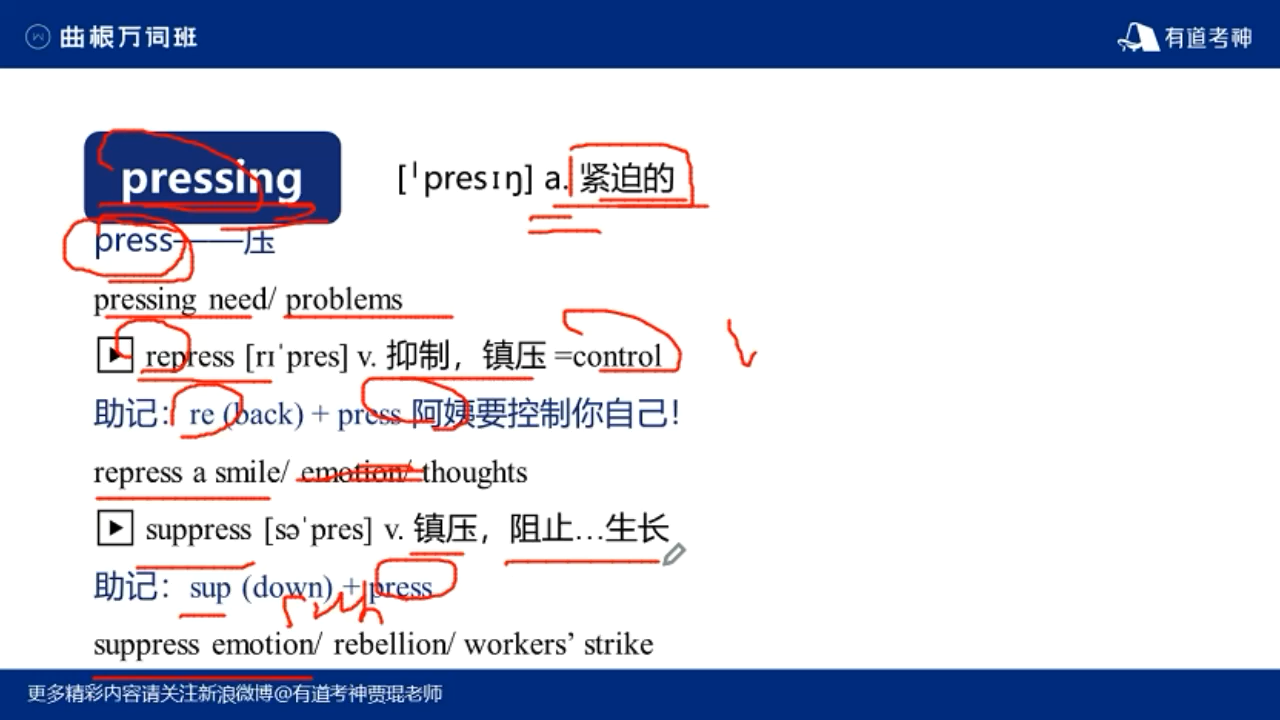 曲根万词班
有道考神
pressing [ˈpresɪŋ] a. 紧迫的
press——压
pressing need/ problems
repress [rɪˈpres] v. 抑制，镇压 =control
助记：re (back) + press 阿姨要控制你自己！
repress a smile/ emotion/ thoughts
suppress [səˈpres] v. 镇压，阻止…生长
助记：sup (down) + press
sub
suppress emotion/ rebellion/ workers’ strike
更多精彩内容请关注新浪微博@有道考神贾琨老师